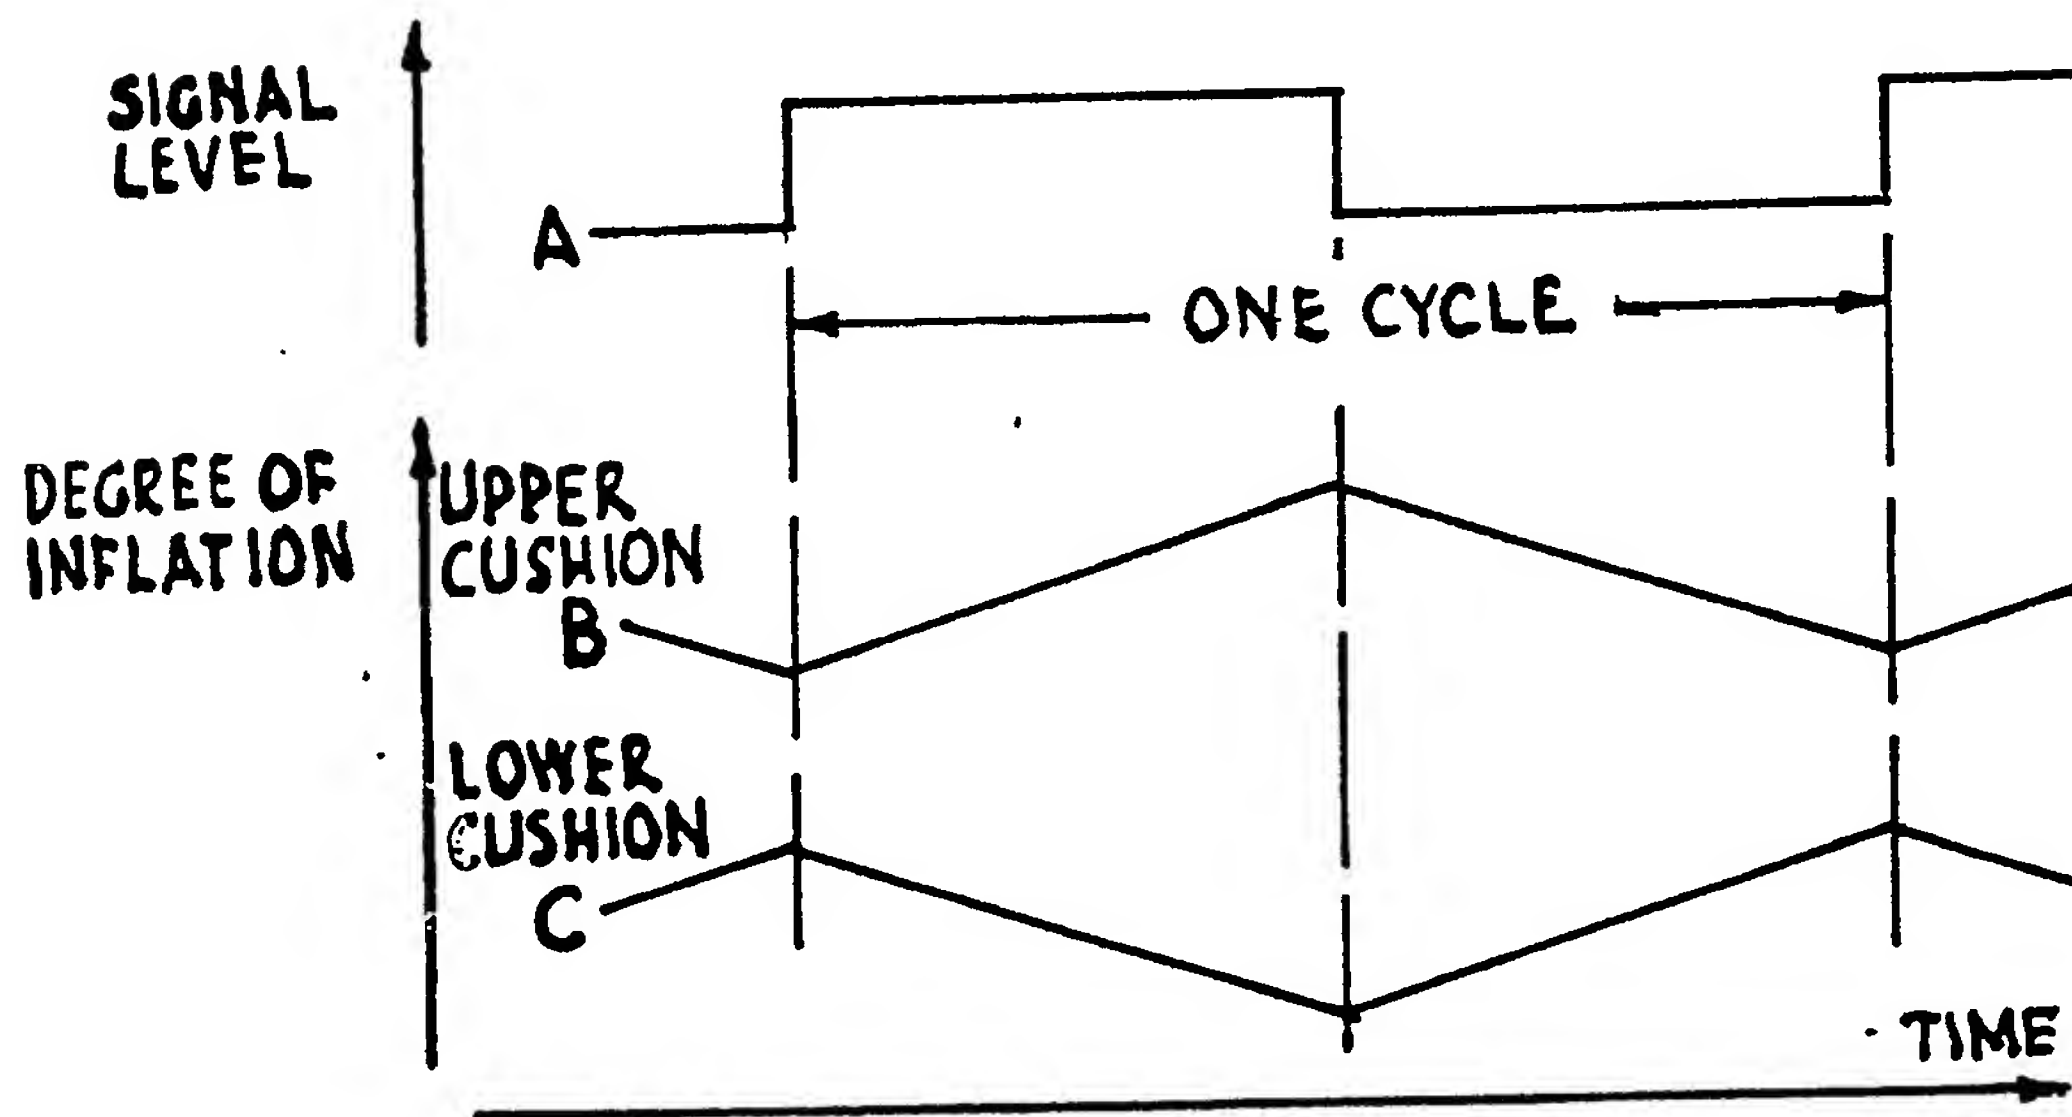 SIGNAL
LEVEL
A
ONE CYCLE
DEGREE OF
INFLATION
UPPER
CUSHION
B
LOWER
CUSHION
C
TIME